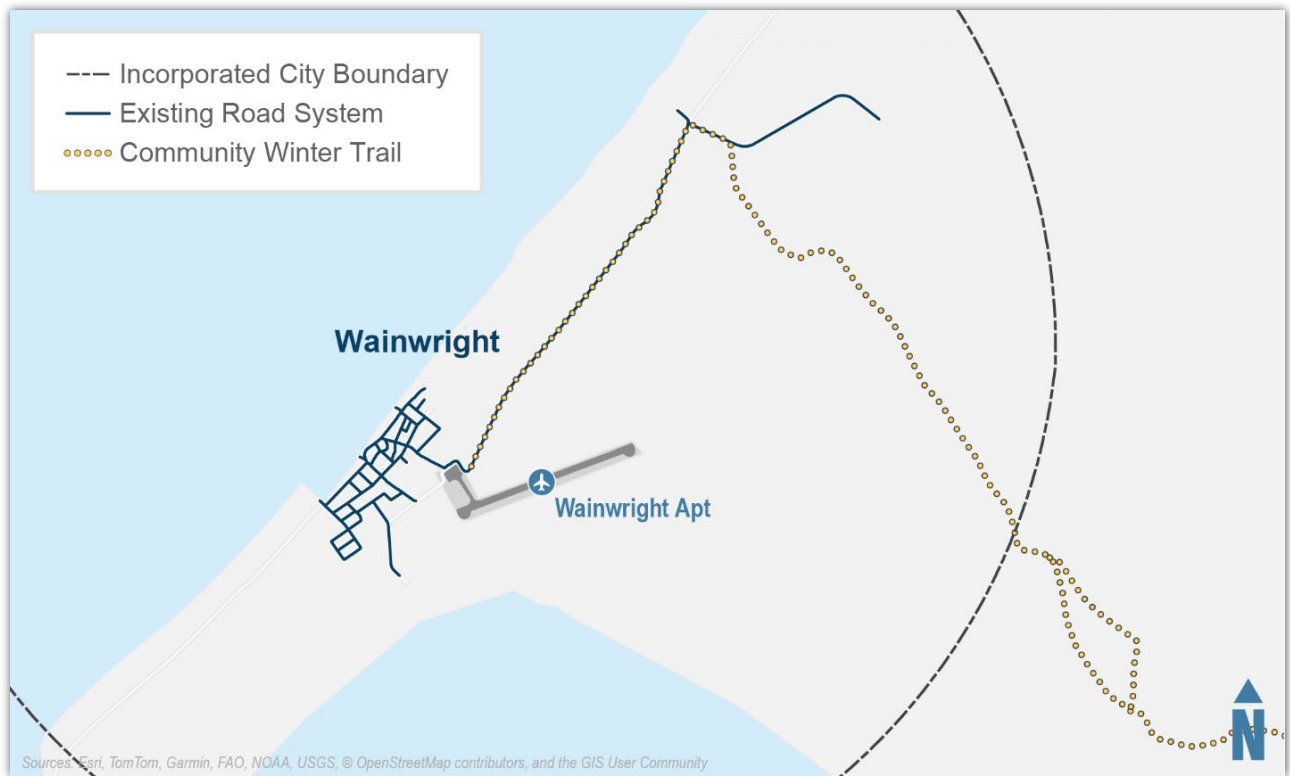 Incorporated City Boundary
Existing Road System
Community Winter Trail
Wainwright
Wainwright Apt
N
Sources: Esri, TomTom, Garmin, FAO, NOAA, USGS, © OpenStreetMap contributors, and the GIS User Community